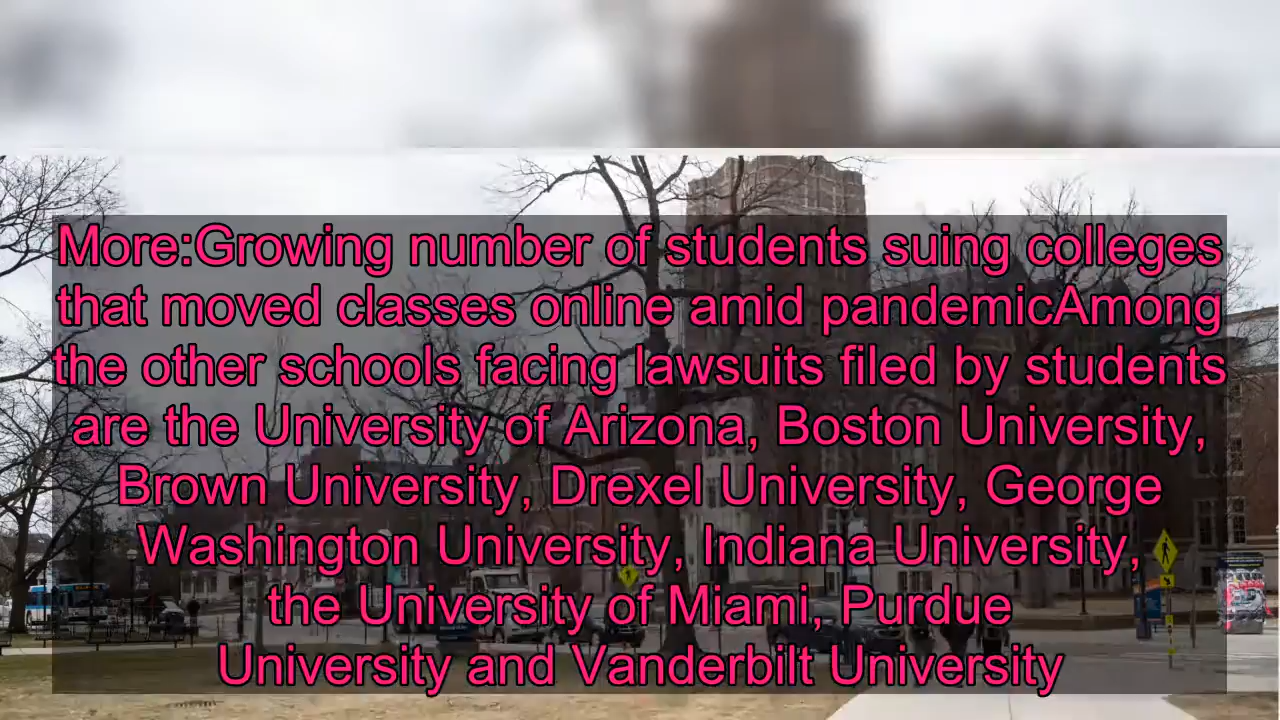 More:Growing number of students suing colleges
that moved classes online amid pandemicAmong
the other schools facing lawsuits filed by students
are the University of Arizona, Boston University,
Brown University, Drexel University, George
Washington University, Indiana University,
the University of Miami, Purdue
University and Vanderbilt University